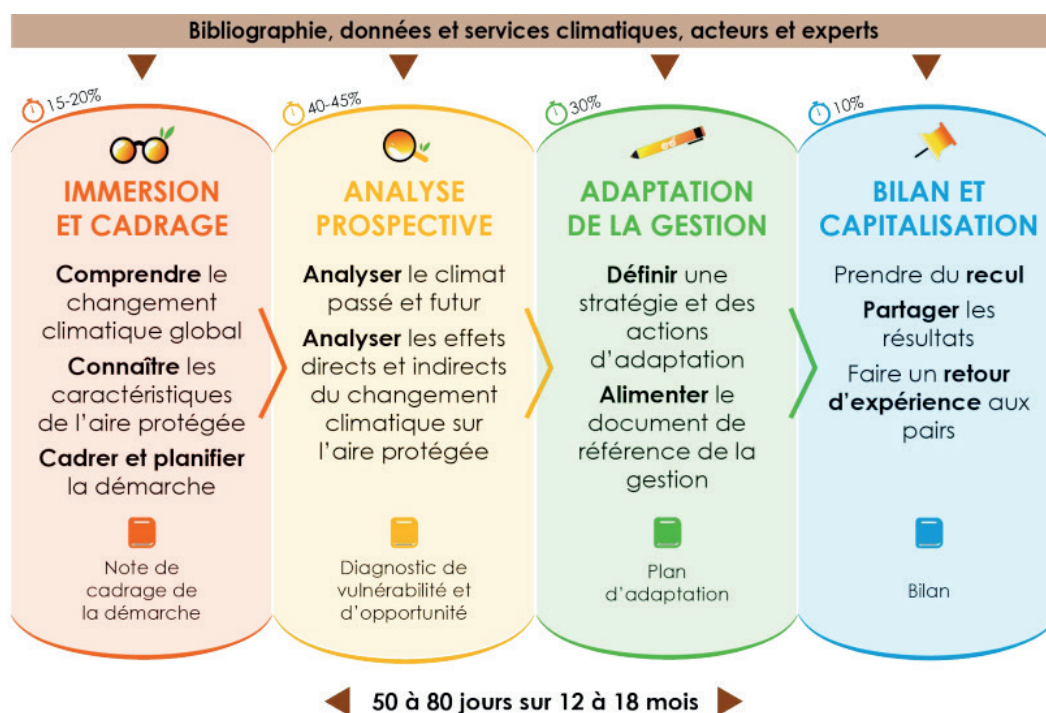 Bibliographie, données et services climatiques, acteurs et experts
15-20%
IMMERSION
ET CADRAGE
Comprendre le
changement
climatique global
Connaître les
caractéristiques
de l'aire protégée
Cadrer et planifier
la démarche
Note de
cadrage de
la démarche
40-45%
ANALYSE
PROSPECTIVE
Analyser le climat
passé et futur
Analyser les effets
directs et indirects
du changement
climatique sur
l'aire protégée
Diagnostic de
vulnérabilité et
d'opportunité
30%
ADAPTATION
DE LA GESTION
Définir une
stratégie et des
actions
d'adaptation
Alimenter le
document de
référence de la
gestion
Plan
d'adaptation
10%
BILAN ET
CAPITALISATION
Prendre du recul
Partager les
résultats
Faire un retour
d'expérience aux
pairs
Bilan
50 à 80 jours sur 12 à 18 mois